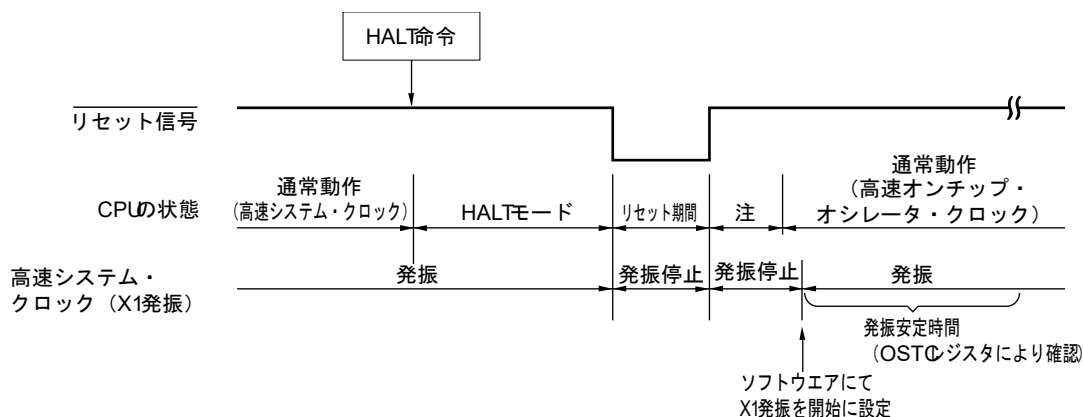 HALT命令
リセット信号
CPUの状態
通常動作
(高速システム・クロック)
HALTモード
リセット期間
注
通常動作
(高速オンチップ・
オシレータ・クロック)
高速システム・
クロック(X1発振)
発振
発振停止
発振停止
発振
発振安定時間
(OSTCレジスタにより確認)
ソフトウエアにて
X1発振を開始に設定